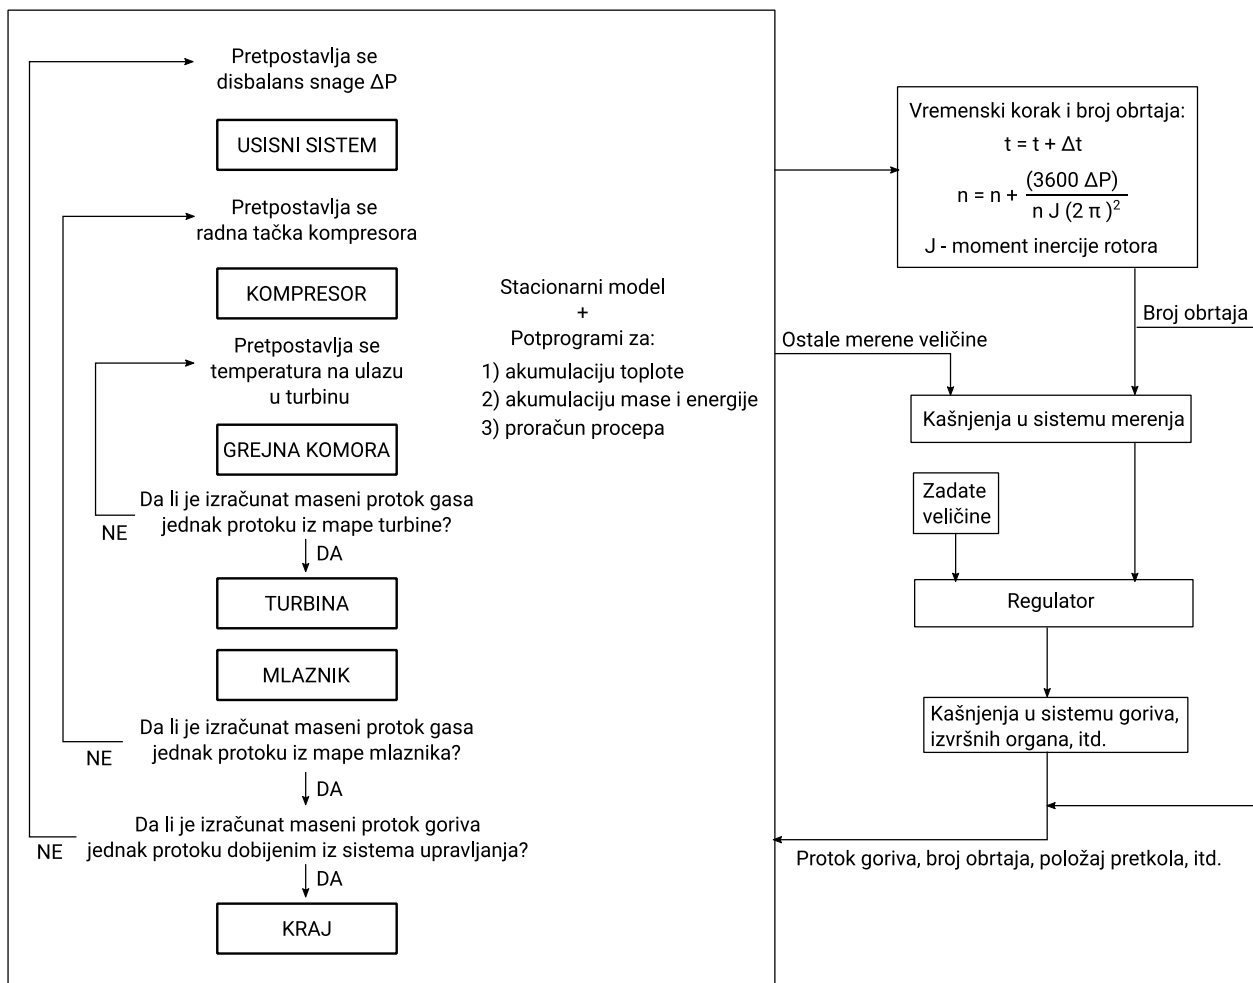 Pretpostavlja se
disbalans snage ΔP
USISNI SISTEM
Pretpostavlja se
radna tačka kompresora
KOMPRESOR
Pretpostavlja se
temperatura na ulazu
u turbinu
GREJNA KOMORA
Da li je izračunat maseni protok gasa
jednak protoku iz mape turbine?
NE
DA
TURBINA
MLAZNIK
Da li je izračunat maseni protok gasa
jednak protoku iz mape mlaznika?
NE
DA
Da li je izračunat maseni protok goriva
jednak protoku dobijenim iz sistema upravljanja?
NE
DA
KRAJ
Stacionarni model
+
Potprogrami za:
1) akumulaciju toplote
2) akumulaciju mase i energije
3) proračun procepa
Vremenski korak i broj obrtaja:
t = t + Δt
n = n + (3600 ΔP) / n J (2 π )²
J - moment inercije rotora
Broj obrtaja
Ostale merene veličine
Kašnjenja u sistemu merenja
Zadate
veličine
Regulator
Kašnjenja u sistemu goriva,
izvršnih organa, itd.
Protok goriva, broj obrtaja, položaj pretkola, itd.